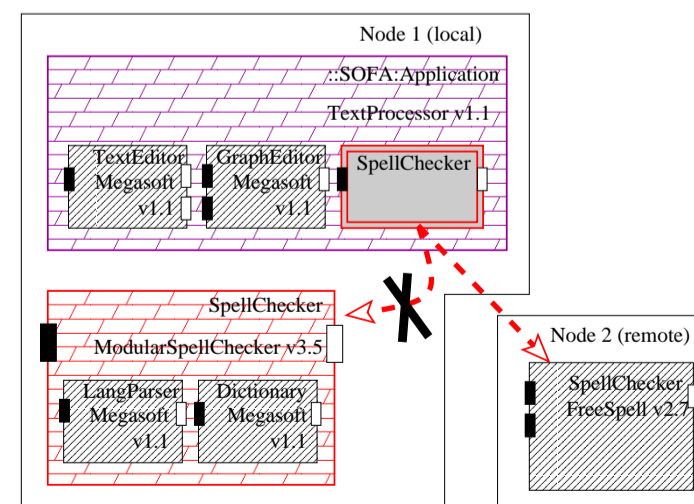 Node 1 (local)
::SOFA:Application
TextProcessor v1.1
TextEditor
Megasoft
v1.1
GraphEditor
Megasoft
v1.1
SpellChecker
SpellChecker
ModularSpellChecker v3.5
LangParser
Megasoft
v1.1
Dictionary
Megasoft
v1.1
Node 2 (remote)
SpellChecker
FreeSpell v2.7